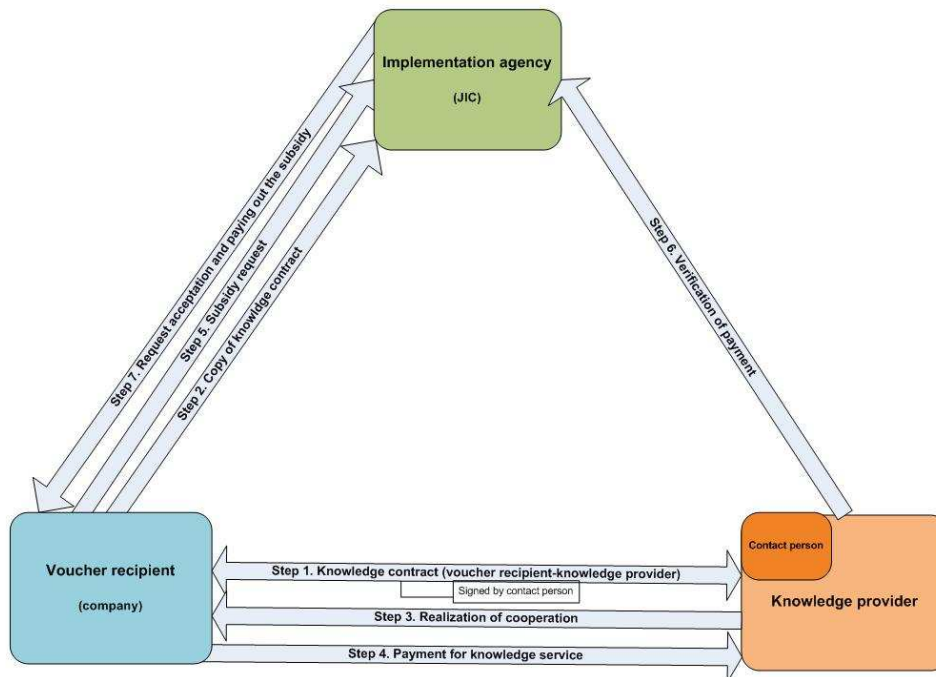 Implementation agency
(JIC)
Step 7. Request acceptation and paying out the subsidy
Step 5. Subsidy request
Step 2. Copy of knowldge contract
Step 6. Verification of payment
Contact person
Voucher recipient
(company)
Step 1. Knowledge contract (voucher recipient-knowledge provider)
Signed by contact person
Knowledge provider
Step 3. Realization of cooperation
Step 4. Payment for knowledge service